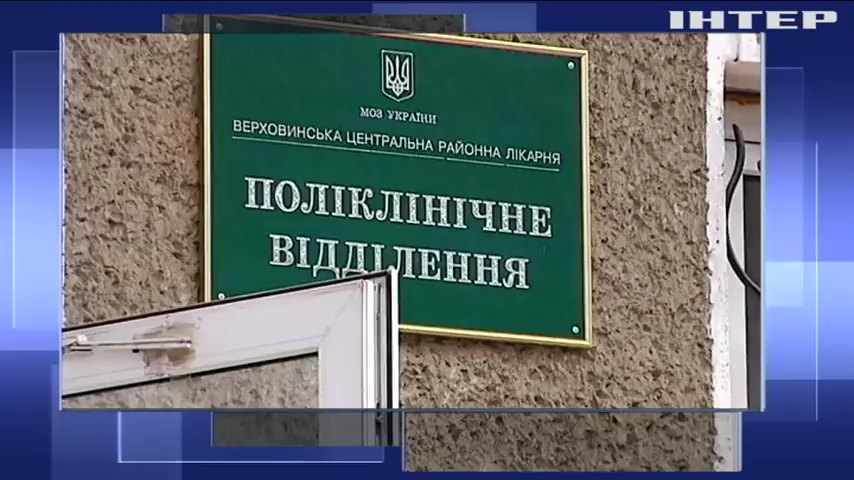 ІНТЕР
МОЗ УКРАЇНИ
ВЕРХОВИНСЬКА ЦЕНТРАЛЬНА РАЙОННА ЛІКАРНЯ
ПОЛІКЛІНІЧНЕ
ВІДДІЛЕННЯ